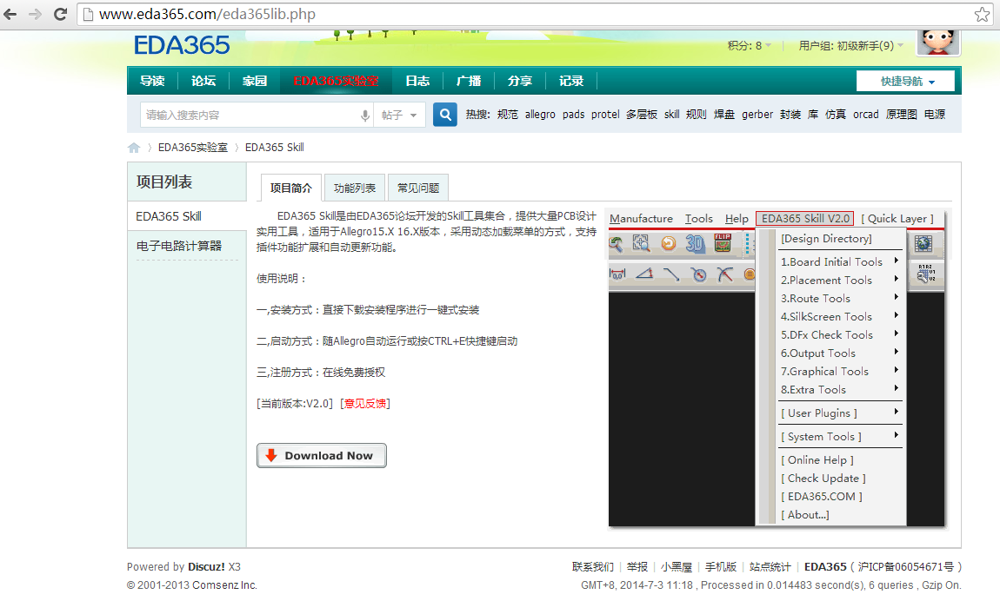 www.eda365.com/eda365lib.php
EDA365
积分: 8 用户组: 初级新手(9)
导读 论坛 家园 EDA365实验室 日志 广播 分享 记录 快捷导航
请输入搜索内容 帖子 热搜: 规范 allegro pads protel 多层板 skill 规则 焊盘 gerber 封装 库 仿真 orcad 原理图 电源
EDA365实验室 EDA365 Skill
项目列表
EDA365 Skill
电子电路计算器
项目简介 功能列表 常见问题
EDA365 Skill是由EDA365论坛开发的Skill工具集合，提供大量PCB设计
实用工具，适用于Allegro15.X 16.X版本，采用动态加载菜单的方式，支持
插件功能扩展和自动更新功能。
使用说明：
一,安装方式：直接下载安装程序进行一键式安装
二,启动方式：随Allegro自动运行或按CTRL+E快捷键启动
三,注册方式：在线免费授权
[当前版本:V2.0] [意见反馈]
Download Now
Manufacture Tools Help EDA365 Skill V2.0 [ Quick Layer ]
3D FLIP
R1R2 V1 V2
[Design Directory]
1.Board Initial Tools
2.Placement Tools
3.Route Tools
4.SilkScreen Tools
5.DFx Check Tools
6.Output Tools
7.Graphical Tools
8.Extra Tools
[ User Plugins ]
[ System Tools ]
[ Online Help ]
[ Check Update ]
[ EDA365.COM ]
[ About...]
Powered by Discuz! X3
© 2001-2013 Comsenz Inc.
联系我们 | 举报 | 小黑屋 | 手机版 | 站点统计 | EDA365 ( 沪ICP备06054671号 )
GMT+8, 2014-7-3 11:18 , Processed in 0.014483 second(s), 6 queries , Gzip On.